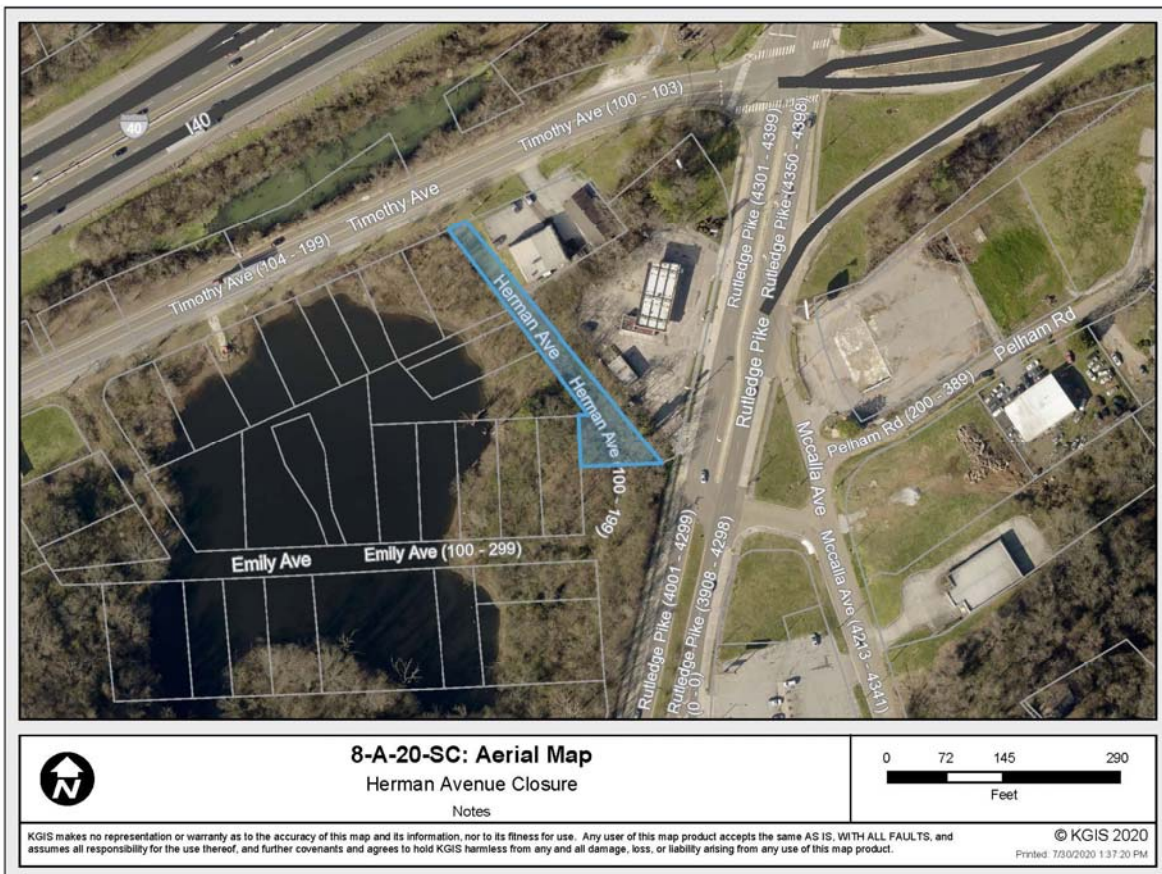 40
I40
Timothy Ave (100 - 103)
Timothy Ave
Timothy Ave (104 - 199)
Herman Ave
Herman Ave (100 - 199)
Rutledge Pike (4301 - 4399)
Rutledge Pike (4350 - 4398)
Rutledge Pike
Pelham Rd
Pelham Rd (200 - 389)
Mccalla Ave
Mccalla Ave (4213 - 4341)
Emily Ave
Emily Ave (100 - 299)
Rutledge Pike (4001 - 4299)
Rutledge Pike (3908 - 4298)
(0 - 0)
N
8-A-20-SC: Aerial Map
Herman Avenue Closure
Notes
0 72 145 290
Feet
KGIS makes no representation or warranty as to the accuracy of this map and its information, nor to its fitness for use. Any user of this map product accepts the same AS IS, WITH ALL FAULTS, and
assumes all responsibility for the use thereof, and further covenants and agrees to hold KGIS harmless from any and all damage, loss, or liability arising from any use of this map product.
© KGIS 2020
Printed: 7/30/2020 1:37:20 PM